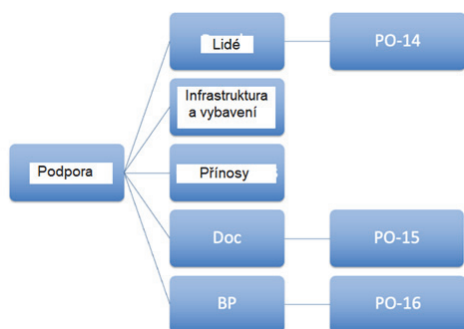 Lidé
PO-14
Infrastruktura
a vybavení
Podpora
Přínosy
Doc
PO-15
BP
PO-16